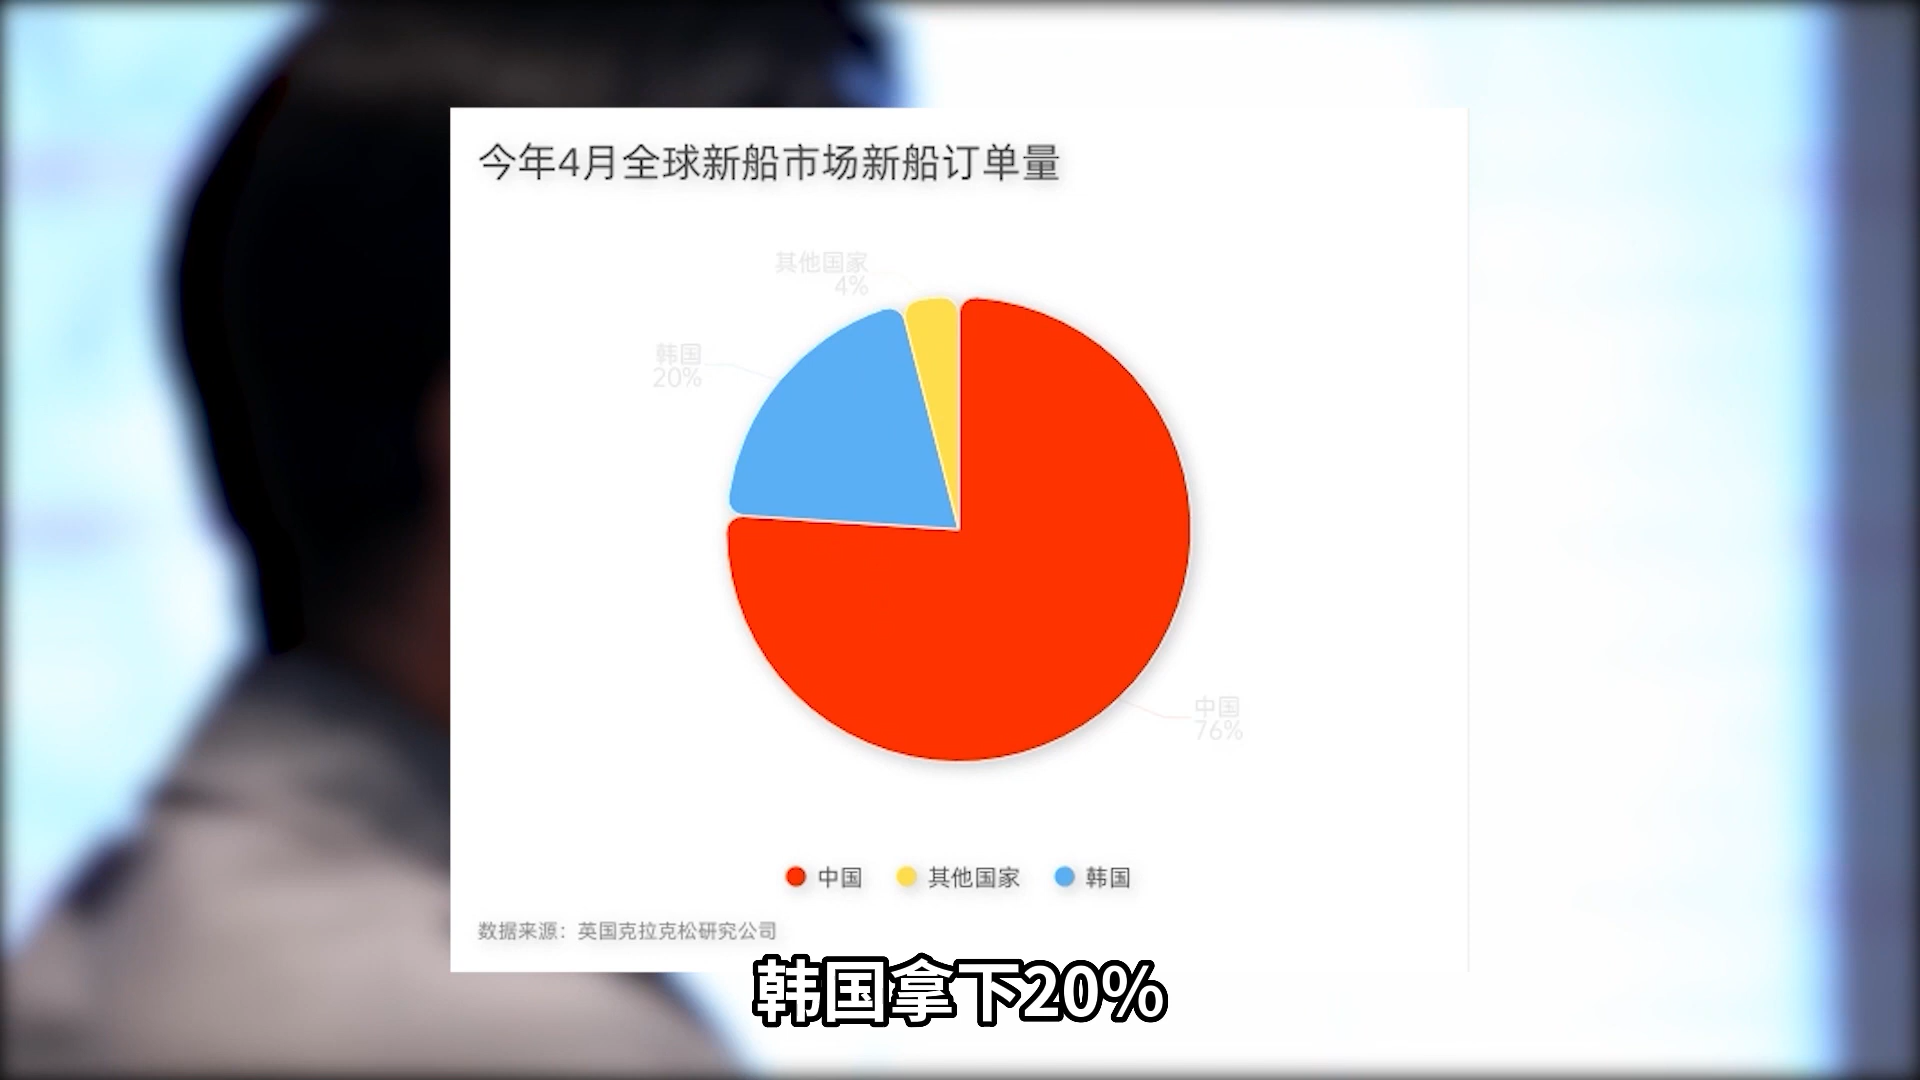 今年4月全球新船市场新船订单量
其他国家
4%
韩国
20%
中国
76%
中国
其他国家
韩国
数据来源：英国克拉克松研究公司
韩国拿下20%